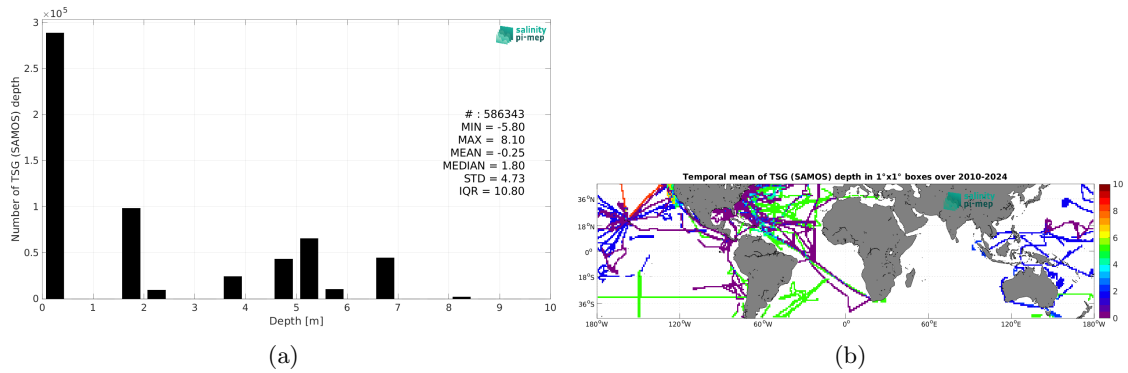 ×10⁵
3
2.5
2
1.5
1
0.5
0
Number of TSG (SAMOS) depth
salinity
pi-mep
# : 586343
MIN = -5.80
MAX = 8.10
MEAN = -0.25
MEDIAN = 1.80
STD = 4.73
IQR = 10.80
0 1 2 3 4 5 6 7 8 9 10
Depth [m]
(a)
Temporal mean of TSG (SAMOS) depth in 1°x1° boxes over 2010-2024
salinity
pi-mep
36°N
18°N
0°
18°S
36°S
180°W 120°W 60°W 0° 60°E 120°E 180°W
10
8
6
4
2
0
(b)